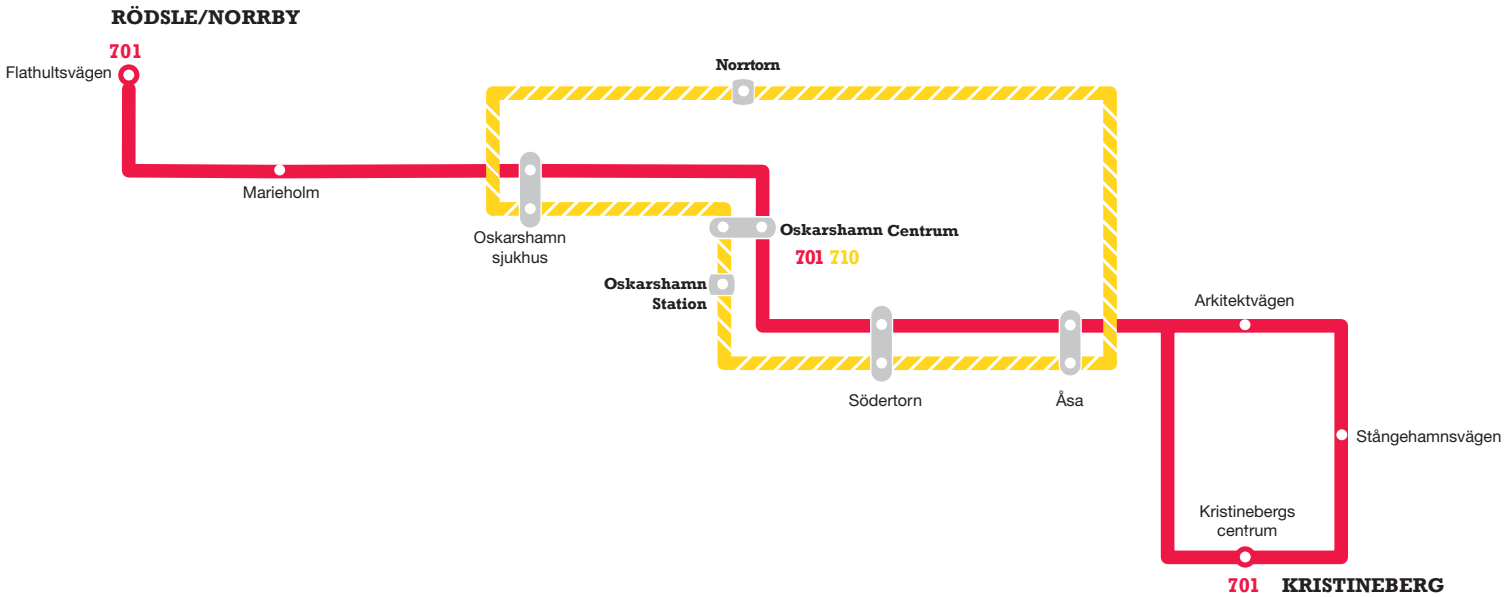 RÖDSLE/NORRBY
701
Flathultsvägen
Norrtorn
Marieholm
Oskarshamn
sjukhus
Oskarshamn Centrum
701 710
Oskarshamn
Station
Arkitektvägen
Södertorn
Åsa
Stångehamnsvägen
Kristinebergs
centrum
701 KRISTINEBERG